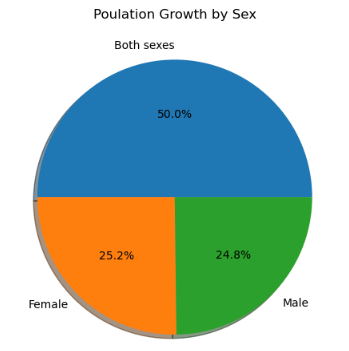 Poulation Growth by Sex
Both sexes
50.0%
25.2%
24.8%
Female
Male